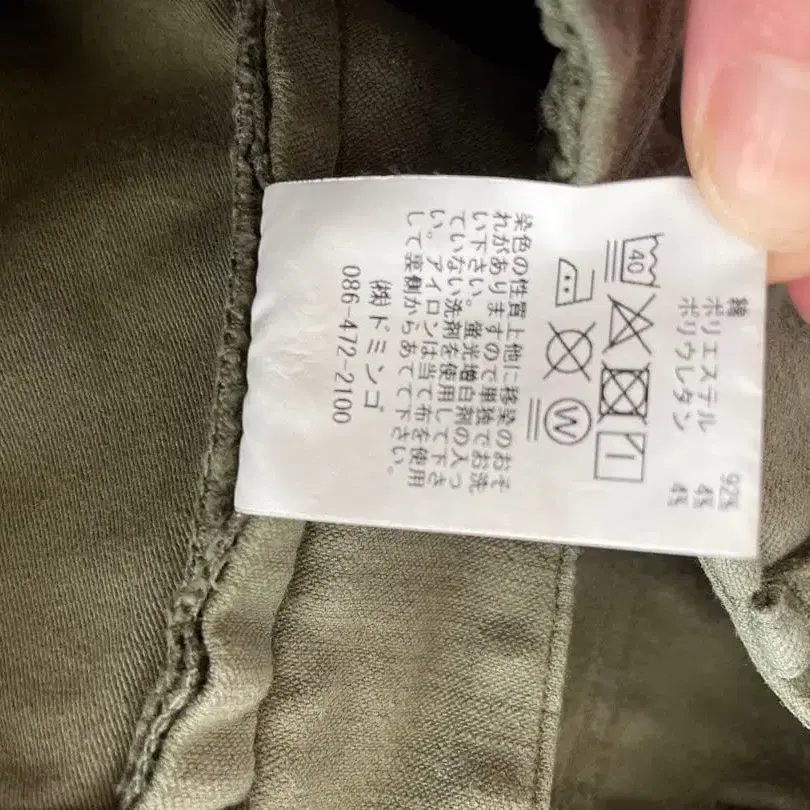 綿 92%
ポリエステル 4%
ポリウレタン 4%
40
W
染色の性質上他に移染のおそ
れがありますので単独でお洗
い下さい。蛍光増白剤の入っ
ていない洗剤を使用して下さ
い。アイロンは当て布を使用
して裏側からあてて下さい。
㈱ドミンゴ
086-472-2100